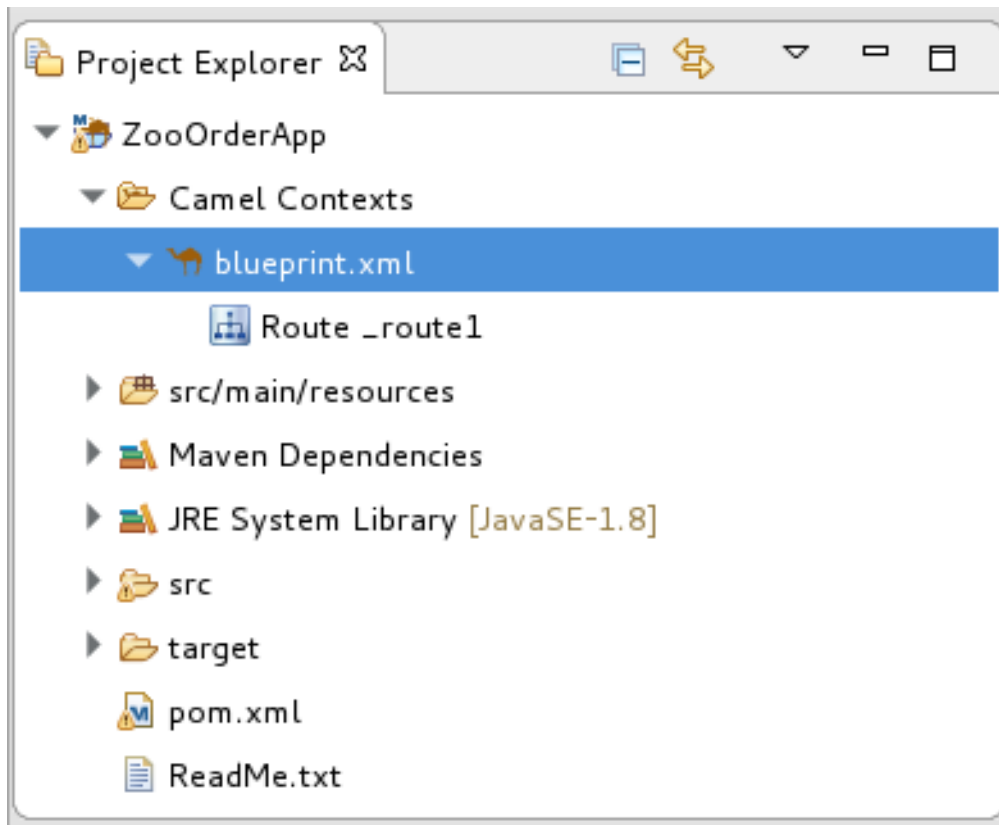 Project Explorer
ZooOrderApp
Camel Contexts
blueprint.xml
Route _route1
src/main/resources
Maven Dependencies
JRE System Library [JavaSE-1.8]
src
target
pom.xml
ReadMe.txt